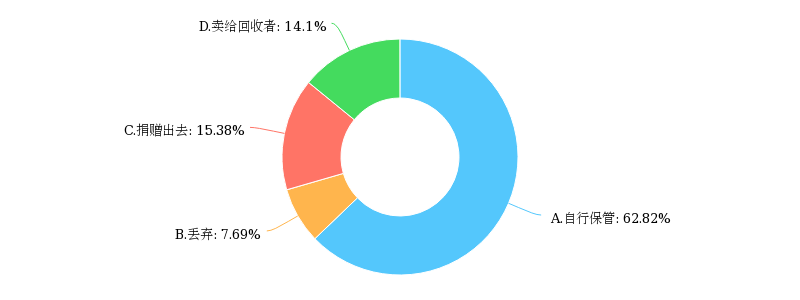 D.卖给回收者: 14.1%
C.捐赠出去: 15.38%
A.自行保管: 62.82%
B.丢弃: 7.69%